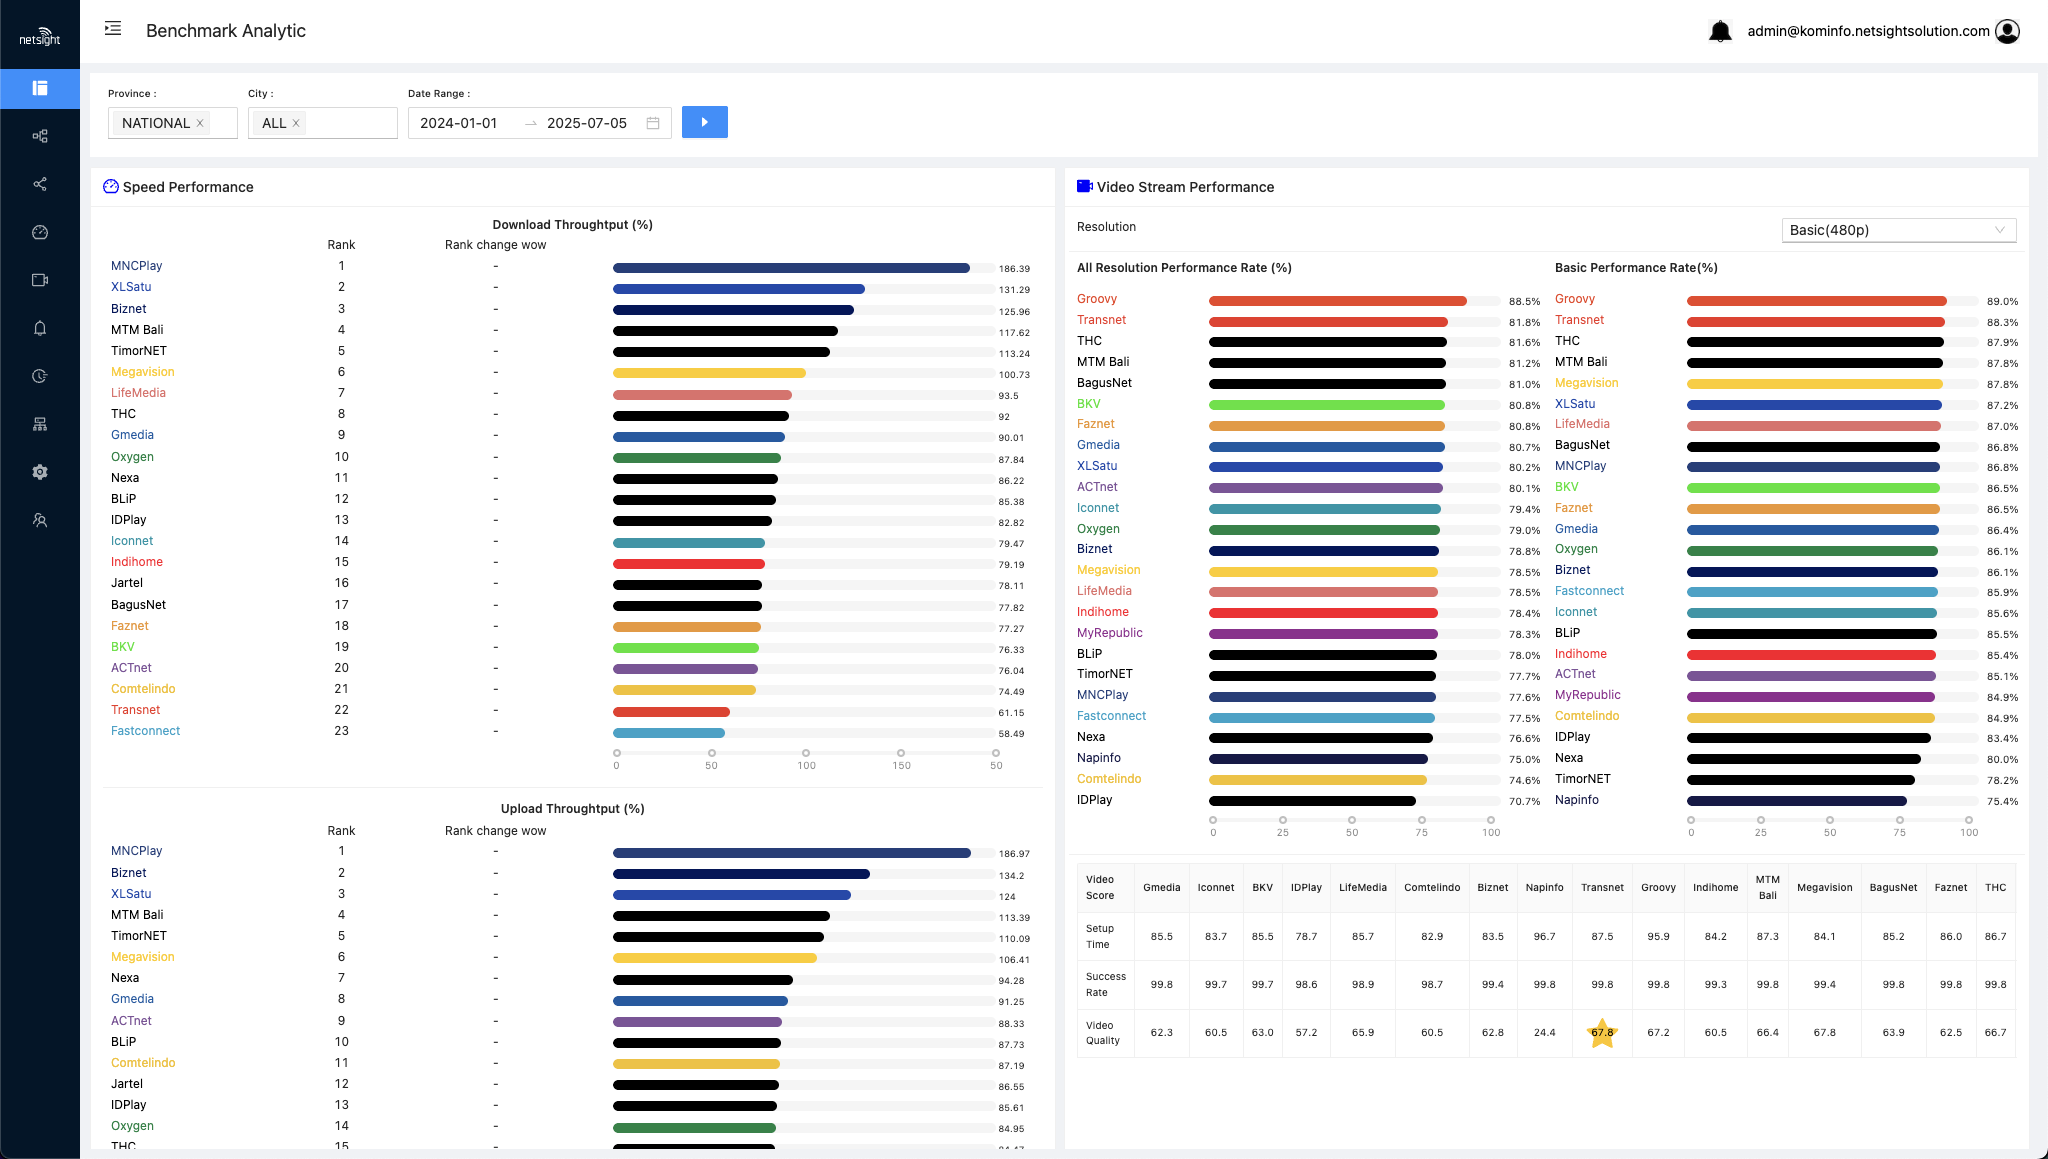 netsight
Benchmark Analytic
admin@kominfo.netsightsolution.com
Province :
City :
Date Range :
NATIONAL ×
ALL ×
2024-01-01 → 2025-07-05
Speed Performance
Download Throughtput (%)
Rank Rank change wow
MNCPlay 1 - 186.39
XLSatu 2 - 131.29
Biznet 3 - 125.96
MTM Bali 4 - 117.62
TimorNET 5 - 113.24
Megavision 6 - 100.73
LifeMedia 7 - 93.5
THC 8 - 92
Gmedia 9 - 90.01
Oxygen 10 - 87.84
Nexa 11 - 86.22
BLiP 12 - 85.38
IDPlay 13 - 82.82
Iconnet 14 - 79.47
Indihome 15 - 79.19
Jartel 16 - 78.11
BagusNet 17 - 77.82
Faznet 18 - 77.27
BKV 19 - 76.33
ACTnet 20 - 76.04
Comtelindo 21 - 74.49
Transnet 22 - 61.15
Fastconnect 23 - 58.49
0 50 100 150 50
Upload Throughtput (%)
Rank Rank change wow
MNCPlay 1 - 186.97
Biznet 2 - 134.2
XLSatu 3 - 124
MTM Bali 4 - 113.39
TimorNET 5 - 110.09
Megavision 6 - 106.41
Nexa 7 - 94.28
Gmedia 8 - 91.25
ACTnet 9 - 88.33
BLiP 10 - 87.73
Comtelindo 11 - 87.19
Jartel 12 - 86.55
IDPlay 13 - 85.61
Oxygen 14 - 84.95
THC 15
Video Stream Performance
Resolution
Basic(480p)
All Resolution Performance Rate (%)
Groovy 88.5%
Transnet 81.8%
THC 81.6%
MTM Bali 81.2%
BagusNet 81.0%
BKV 80.8%
Faznet 80.8%
Gmedia 80.7%
XLSatu 80.2%
ACTnet 80.1%
Iconnet 79.4%
Oxygen 79.0%
Biznet 78.8%
Megavision 78.5%
LifeMedia 78.5%
Indihome 78.4%
MyRepublic 78.3%
BLiP 78.0%
TimorNET 77.7%
MNCPlay 77.6%
Fastconnect 77.5%
Nexa 76.6%
Napinfo 75.0%
Comtelindo 74.6%
IDPlay 70.7%
0 25 50 75 100
Basic Performance Rate(%)
Groovy 89.0%
Transnet 88.3%
THC 87.9%
MTM Bali 87.8%
Megavision 87.8%
XLSatu 87.2%
LifeMedia 87.0%
BagusNet 86.8%
MNCPlay 86.8%
BKV 86.5%
Faznet 86.5%
Gmedia 86.4%
Oxygen 86.1%
Biznet 86.1%
Fastconnect 85.9%
Iconnet 85.6%
BLiP 85.5%
Indihome 85.4%
ACTnet 85.1%
MyRepublic 84.9%
Comtelindo 84.9%
IDPlay 83.4%
Nexa 80.0%
TimorNET 78.2%
Napinfo 75.4%
0 25 50 75 100
Video Score Gmedia Iconnet BKV IDPlay LifeMedia Comtelindo Biznet Napinfo Transnet Groovy Indihome MTM Bali Megavision BagusNet Faznet THC
Setup Time 85.5 83.7 85.5 78.7 85.7 82.9 83.5 96.7 87.5 95.9 84.2 87.3 84.1 85.2 86.0 86.7
Success Rate 99.8 99.7 99.7 98.6 98.9 98.7 99.4 99.8 99.8 99.8 99.3 99.8 99.4 99.8 99.8 99.8
Video Quality 62.3 60.5 63.0 57.2 65.9 60.5 62.8 24.4 67.8 67.2 60.5 66.4 67.8 63.9 62.5 66.7